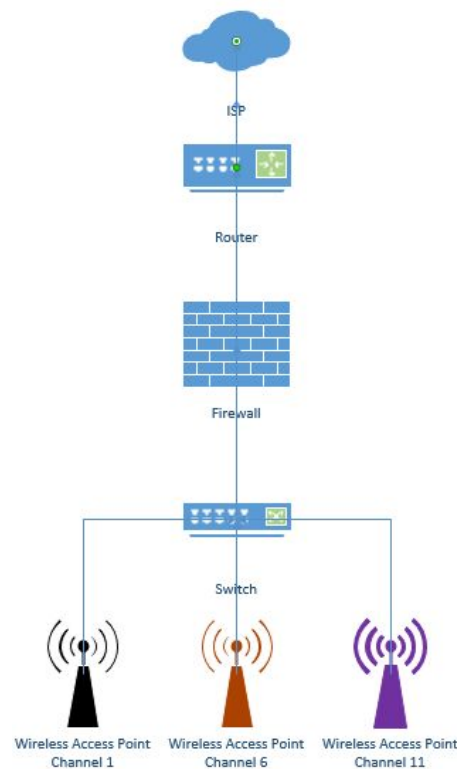 ISP
Router
Firewall
Switch
Wireless Access Point
Channel 1
Wireless Access Point
Channel 6
Wireless Access Point
Channel 11